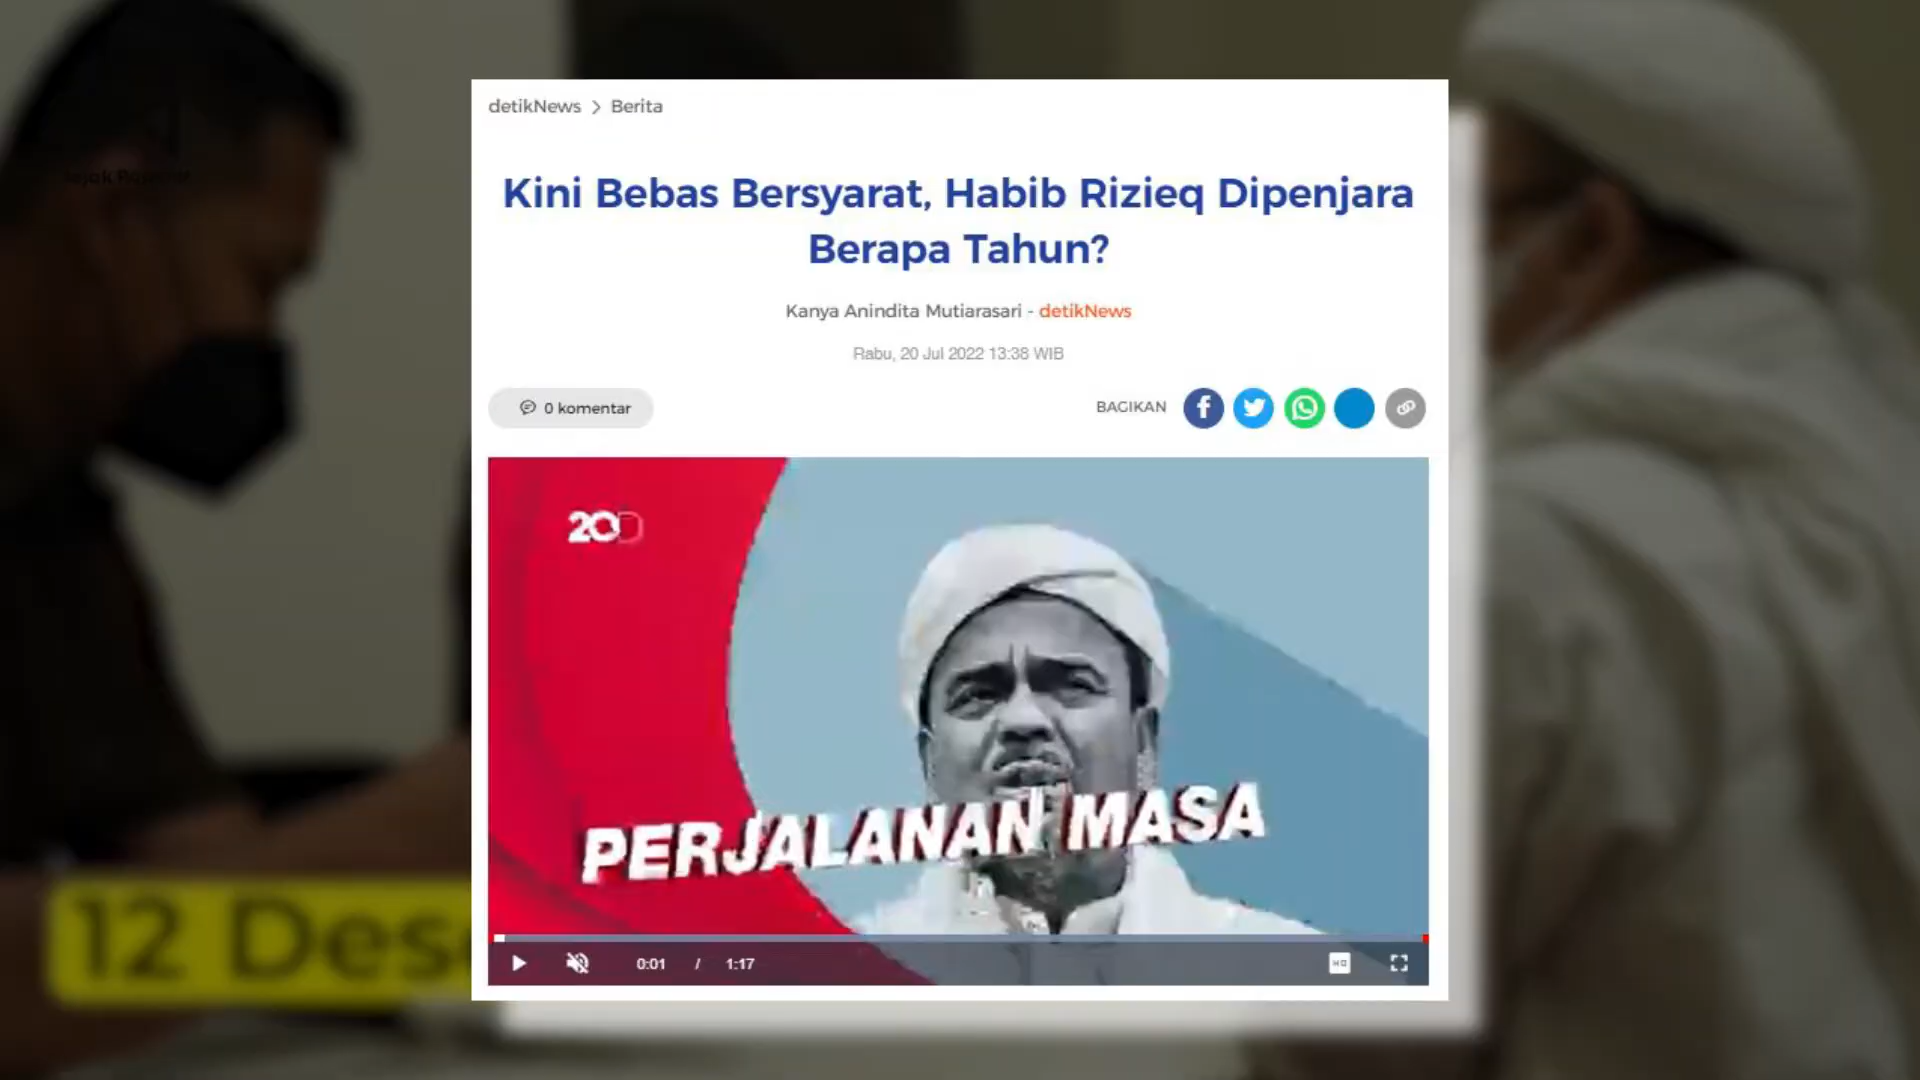 detikNews > Berita
Kini Bebas Bersyarat, Habib Rizieq Dipenjara
Berapa Tahun?
Kanya Anindita Mutiarasari - detikNews
Rabu, 20 Jul 2022 13:38 WIB
0 komentar
BAGIKAN
20D
PERJALANAN MASA
0:01 / 1:17
HD
12 Des